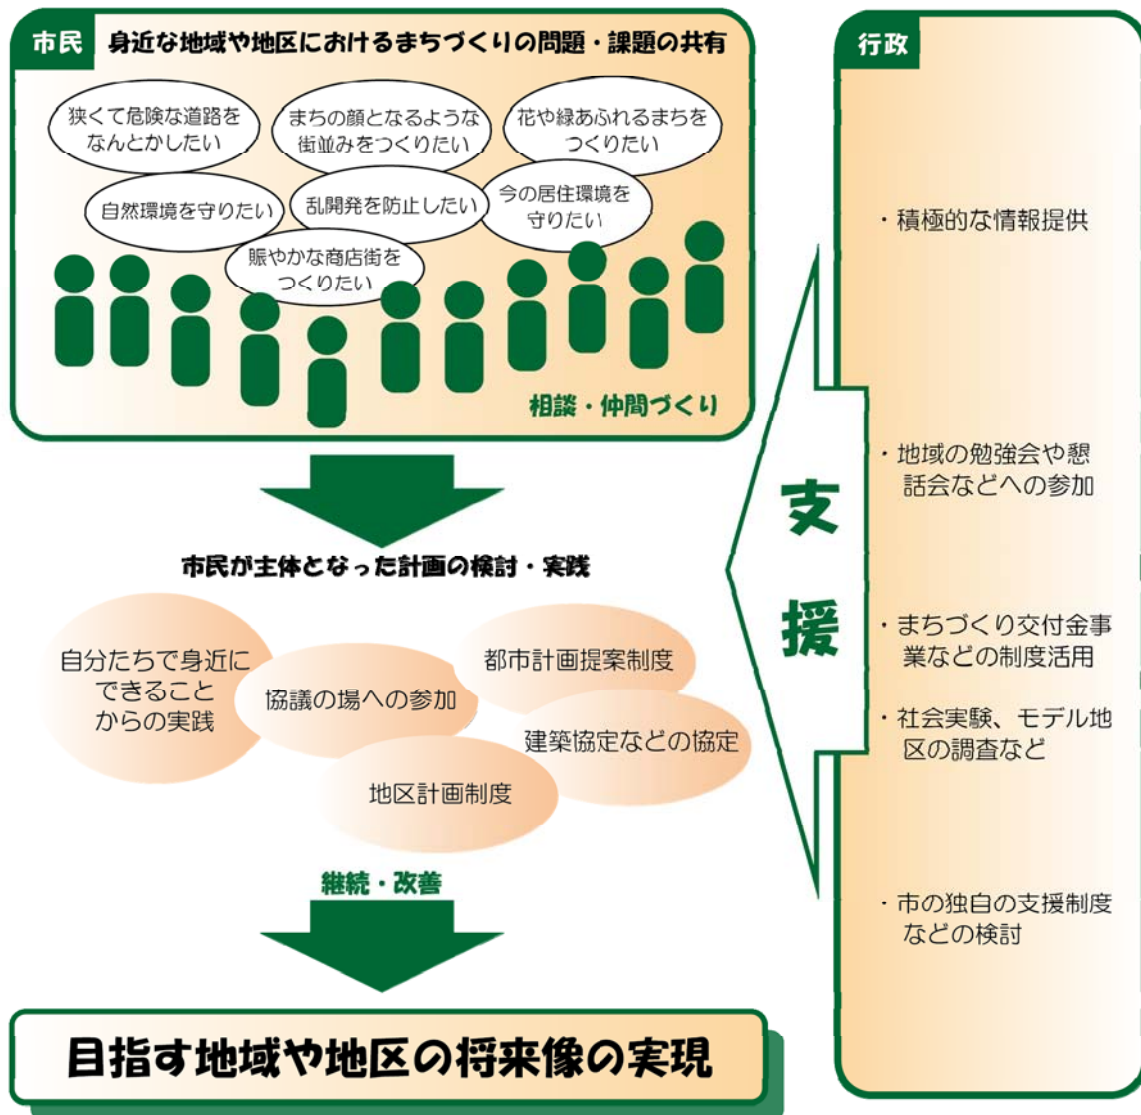 市民
身近な地域や地区におけるまちづくりの問題・課題の共有
狭くて危険な道路を
なんとかしたい
まちの顔となるような
街並みをつくりたい
花や緑あふれるまちを
つくりたい
自然環境を守りたい
乱開発を防止したい
今の居住環境を
守りたい
賑やかな商店街を
つくりたい
相談・仲間づくり
市民が主体となった計画の検討・実践
自分たちで身近に
できること
からの実践
協議の場への参加
都市計画提案制度
建築協定などの協定
地区計画制度
継続・改善
目指す地域や地区の将来像の実現
支
援
行政
・積極的な情報提供
・地域の勉強会や懇
話会などへの参加
・まちづくり交付金事
業などの制度活用
・社会実験、モデル地
区の調査など
・市の独自の支援制度
などの検討